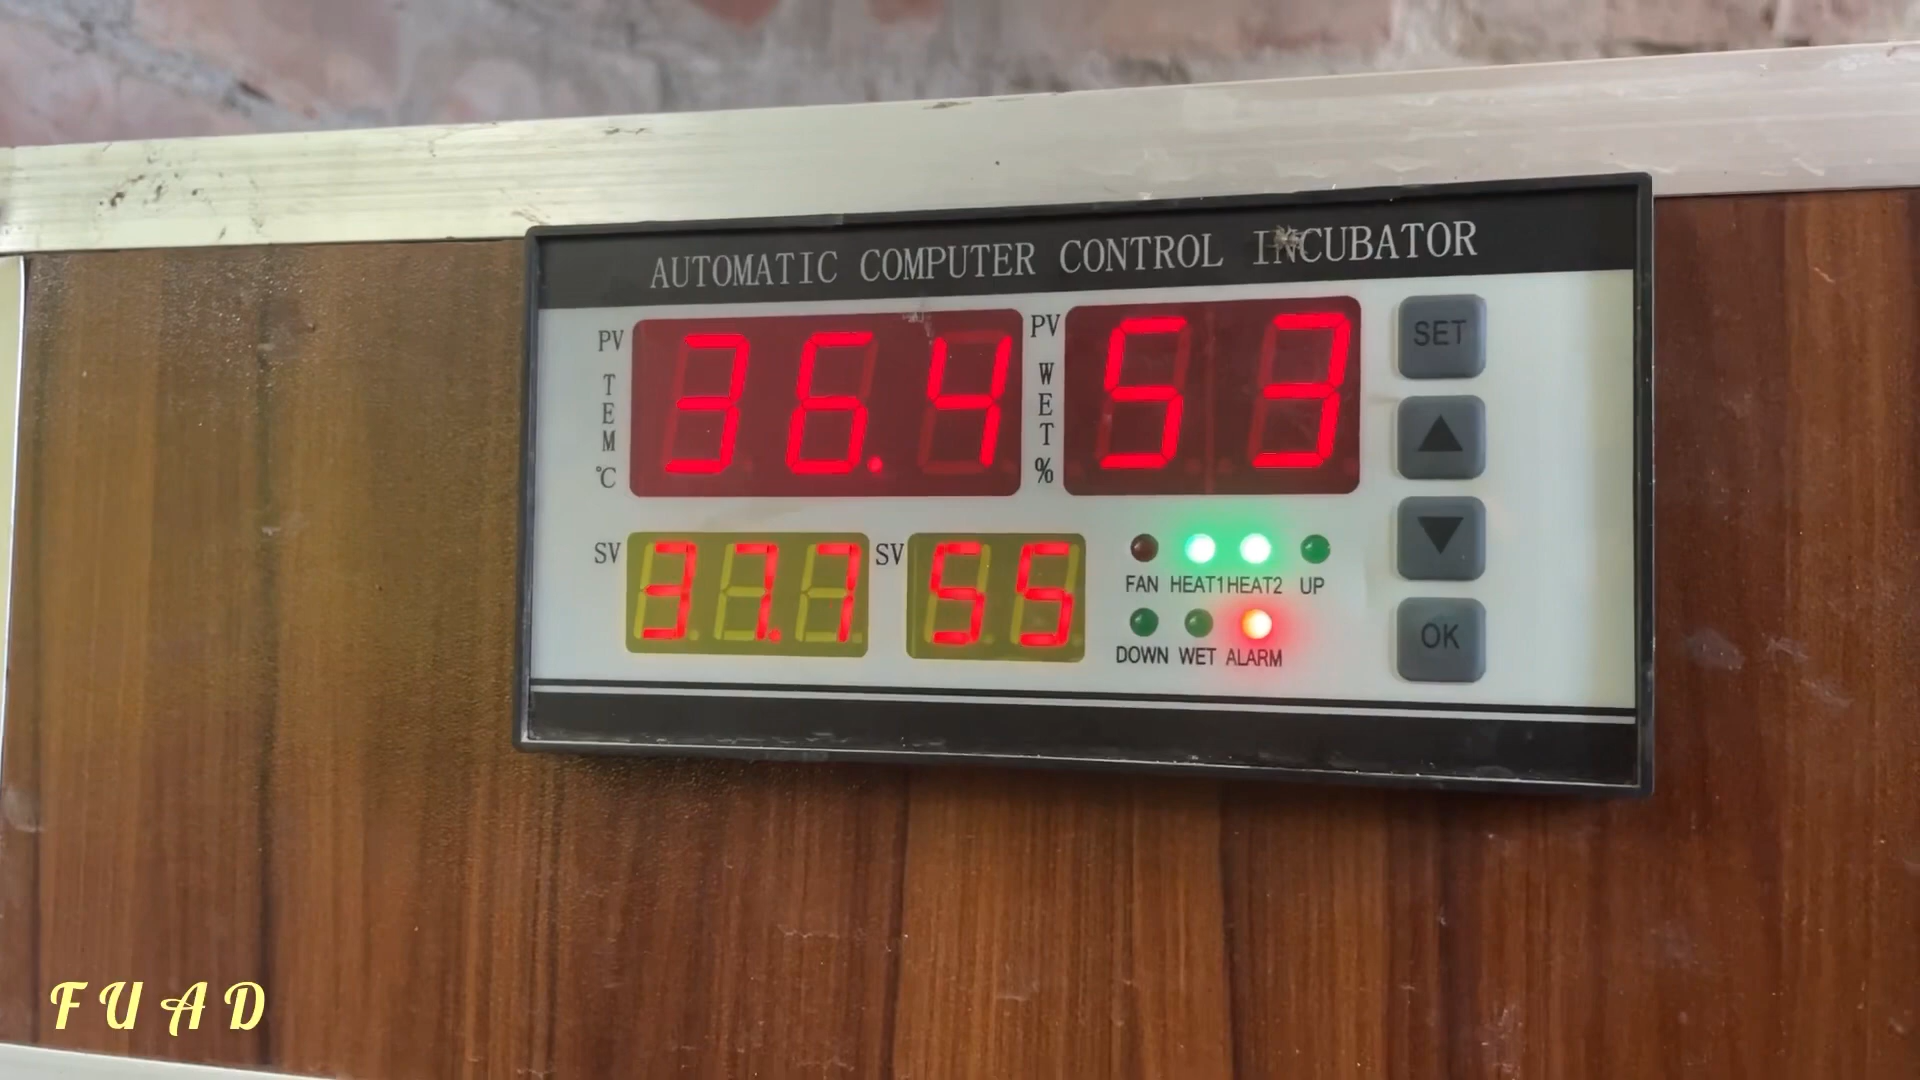 AUTOMATIC COMPUTER CONTROL INCUBATOR
PV TEM ℃
36.4
PV WET %
53
SET
SV
37.7
SV
55
FAN HEAT1 HEAT2 UP
DOWN WET ALARM
OK
FUAD